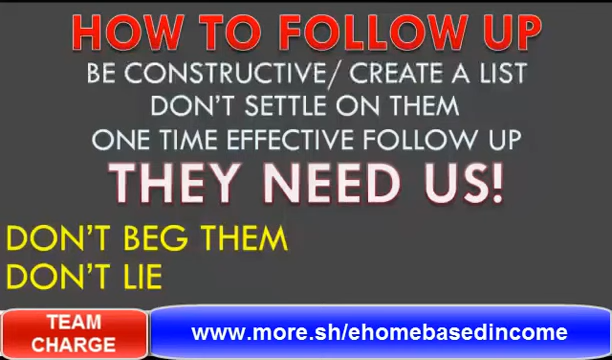 HOW TO FOLLOW UP
BE CONSTRUCTIVE/ CREATE A LIST
DON'T SETTLE ON THEM
ONE TIME EFFECTIVE FOLLOW UP
THEY NEED US!
DON'T BEG THEM
DON'T LIE
TEAM
CHARGE
www.more.sh/ehomebasedincome